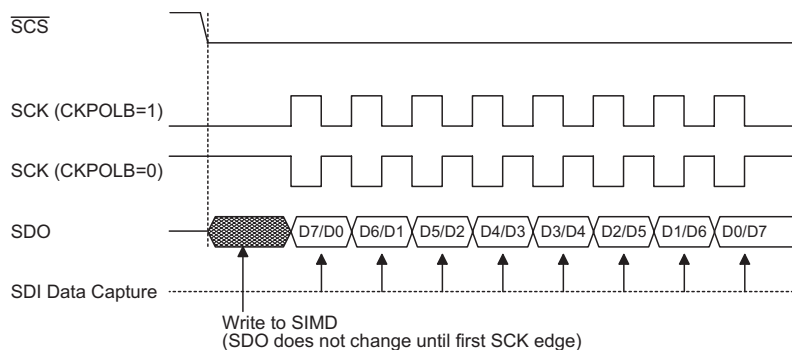 SCS
SCK (CKPOLB=1)
SCK (CKPOLB=0)
SDO D7/D0 D6/D1 D5/D2 D4/D3 D3/D4 D2/D5 D1/D6 D0/D7
SDI Data Capture
Write to SIMD
(SDO does not change until first SCK edge)